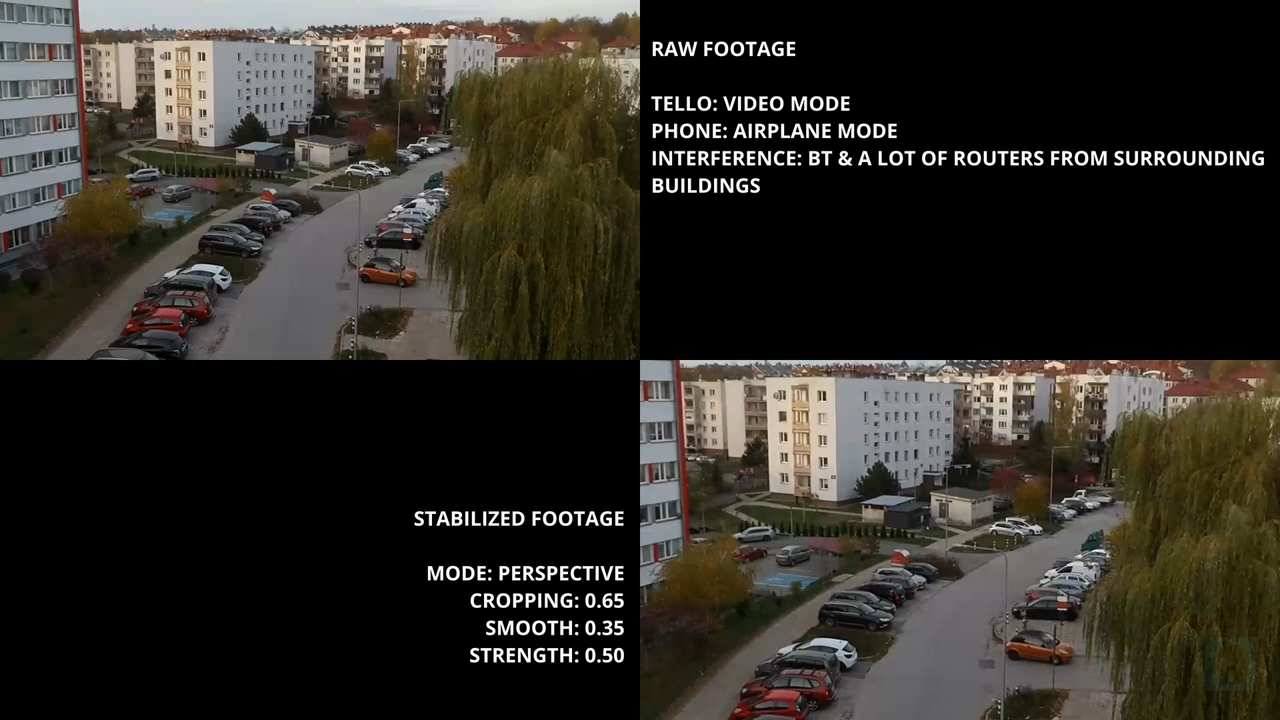 RAW FOOTAGE
TELLO: VIDEO MODE
PHONE: AIRPLANE MODE
INTERFERENCE: BT & A LOT OF ROUTERS FROM SURROUNDING
BUILDINGS
STABILIZED FOOTAGE
MODE: PERSPECTIVE
CROPPING: 0.65
SMOOTH: 0.35
STRENGTH: 0.50